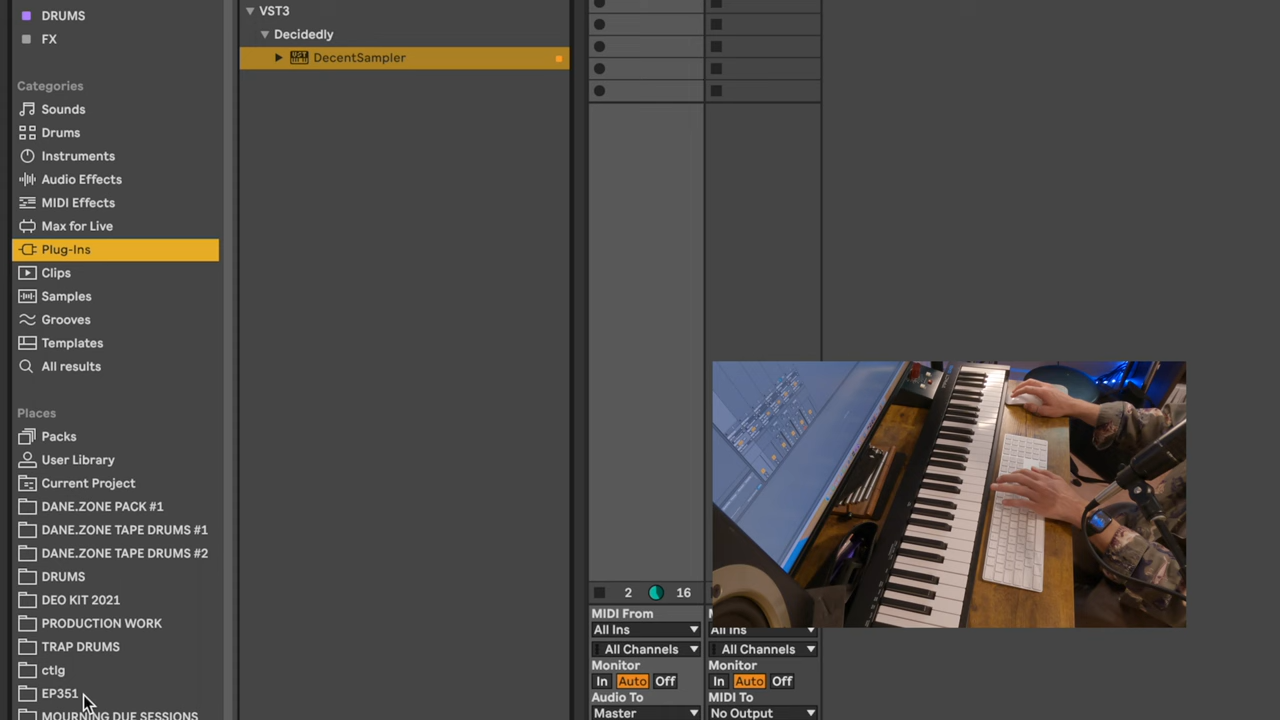 DRUMS
FX
Categories
Sounds
Drums
Instruments
Audio Effects
MIDI Effects
Max for Live
Plug-Ins
Clips
Samples
Grooves
Templates
All results
Places
Packs
User Library
Current Project
DANE.ZONE PACK #1
DANE.ZONE TAPE DRUMS #1
DANE.ZONE TAPE DRUMS #2
DRUMS
DEO KIT 2021
PRODUCTION WORK
TRAP DRUMS
ctlg
EP351
MOURNING DUE SESSIONS
VST3
Decidedly
VST DecentSampler
2 16
MIDI From
All Ins
All Channels
Monitor
In Auto Off
Audio To
Master
All Ins
All Channels
Monitor
In Auto Off
MIDI To
No Output